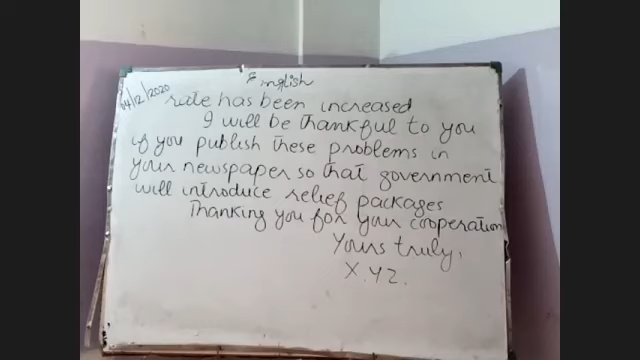 English
04/12/2020
rate has been increased
I will be thankful to you
if you publish these problems in
your newspaper so that government
will introduce relief packages
Thanking you for your cooperation
Yours truly,
X.Y.Z.